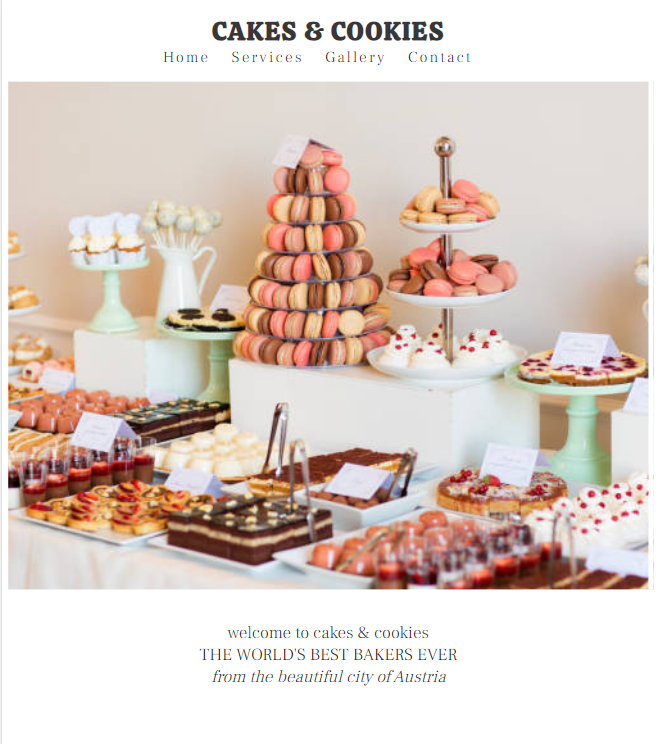 CAKES & COOKIES
Home Services Gallery Contact
welcome to cakes & cookies
THE WORLD'S BEST BAKERS EVER
from the beautiful city of Austria